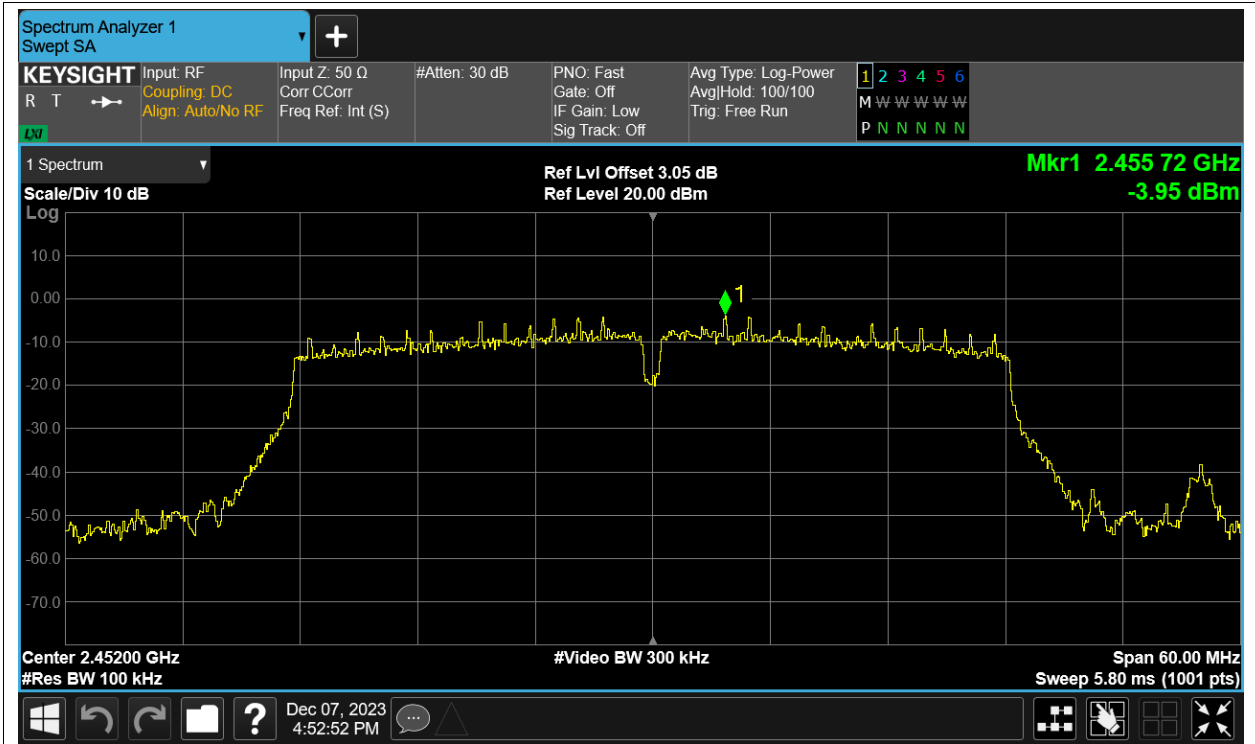 Spectrum Analyzer 1
Swept SA
KEYSIGHT
R T
LXI
Input: RF
Coupling: DC
Align: Auto/No RF
Input Z: 50 Ω
Corr CCorr
Freq Ref: Int (S)
#Atten: 30 dB
PNO: Fast
Gate: Off
IF Gain: Low
Sig Track: Off
Avg Type: Log-Power
Avg|Hold: 100/100
Trig: Free Run
1 2 3 4 5 6
M W W W W W
P N N N N N
1 Spectrum
Scale/Div 10 dB
Log
Ref Lvl Offset 3.05 dB
Ref Level 20.00 dBm
Mkr1 2.455 72 GHz
-3.95 dBm
1
10.0
0.00
-10.0
-20.0
-30.0
-40.0
-50.0
-60.0
-70.0
Center 2.45200 GHz
#Res BW 100 kHz
#Video BW 300 kHz
Span 60.00 MHz
Sweep 5.80 ms (1001 pts)
?
Dec 07, 2023
4:52:52 PM